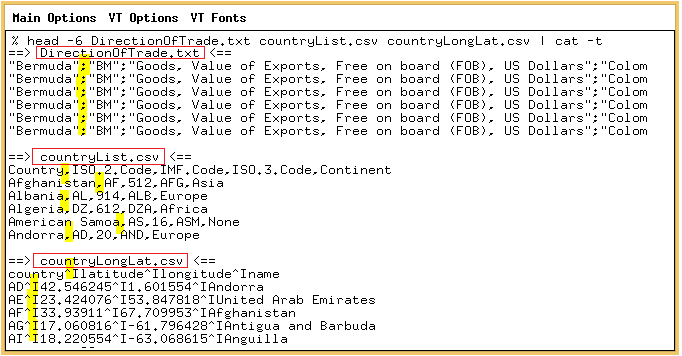 Main Options  VT Options  VT Fonts
% head -6 DirectionOfTrade.txt countryList.csv countryLongLat.csv | cat -t
==> DirectionOfTrade.txt <==
"Bermuda";"BM";"Goods, Value of Exports, Free on board (FOB), US Dollars";"Colom
"Bermuda";"BM";"Goods, Value of Exports, Free on board (FOB), US Dollars";"Colom
"Bermuda";"BM";"Goods, Value of Exports, Free on board (FOB), US Dollars";"Colom
"Bermuda";"BM";"Goods, Value of Exports, Free on board (FOB), US Dollars";"Colom
"Bermuda";"BM";"Goods, Value of Exports, Free on board (FOB), US Dollars";"Colom
"Bermuda";"BM";"Goods, Value of Exports, Free on board (FOB), US Dollars";"Colom
==> countryList.csv <==
Country,ISO.2.Code,IMF.Code,ISO.3.Code,Continent
Afghanistan,AF,512,AFG,Asia
Albania,AL,914,ALB,Europe
Algeria,DZ,612,DZA,Africa
American Samoa,AS,16,ASM,None
Andorra,AD,20,AND,Europe
==> countryLongLat.csv <==
country^Ilatitude^Ilongitude^Iname
AD^I42.546245^I1.601554^IAndorra
AE^I23.424076^I53.847818^IUnited Arab Emirates
AF^I33.93911^I67.709953^IAfghanistan
AG^I17.060816^I-61.796428^IAntigua and Barbuda
AI^I18.220554^I-63.068615^IAnguilla